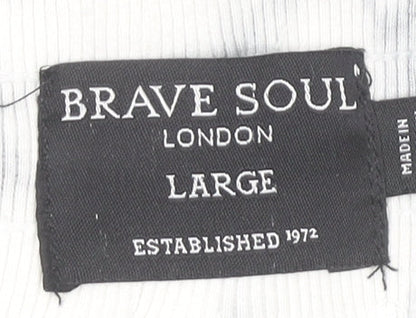 BRAVE SOUL
LONDON
LARGE
ESTABLISHED 1972
MADE IN